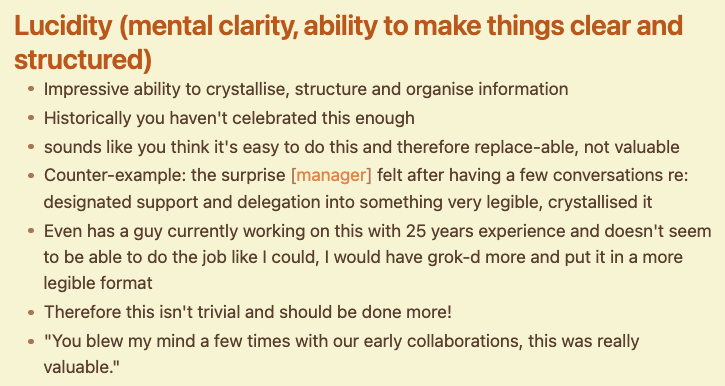 Lucidity (mental clarity, ability to make things clear and
structured)
• Impressive ability to crystallise, structure and organise information
• Historically you haven't celebrated this enough
• sounds like you think it's easy to do this and therefore replace-able, not valuable
• Counter-example: the surprise [manager] felt after having a few conversations re:
designated support and delegation into something very legible, crystallised it
• Even has a guy currently working on this with 25 years experience and doesn't seem
to be able to do the job like I could, I would have grok-d more and put it in a more
legible format
• Therefore this isn't trivial and should be done more!
• "You blew my mind a few times with our early collaborations, this was really
valuable."